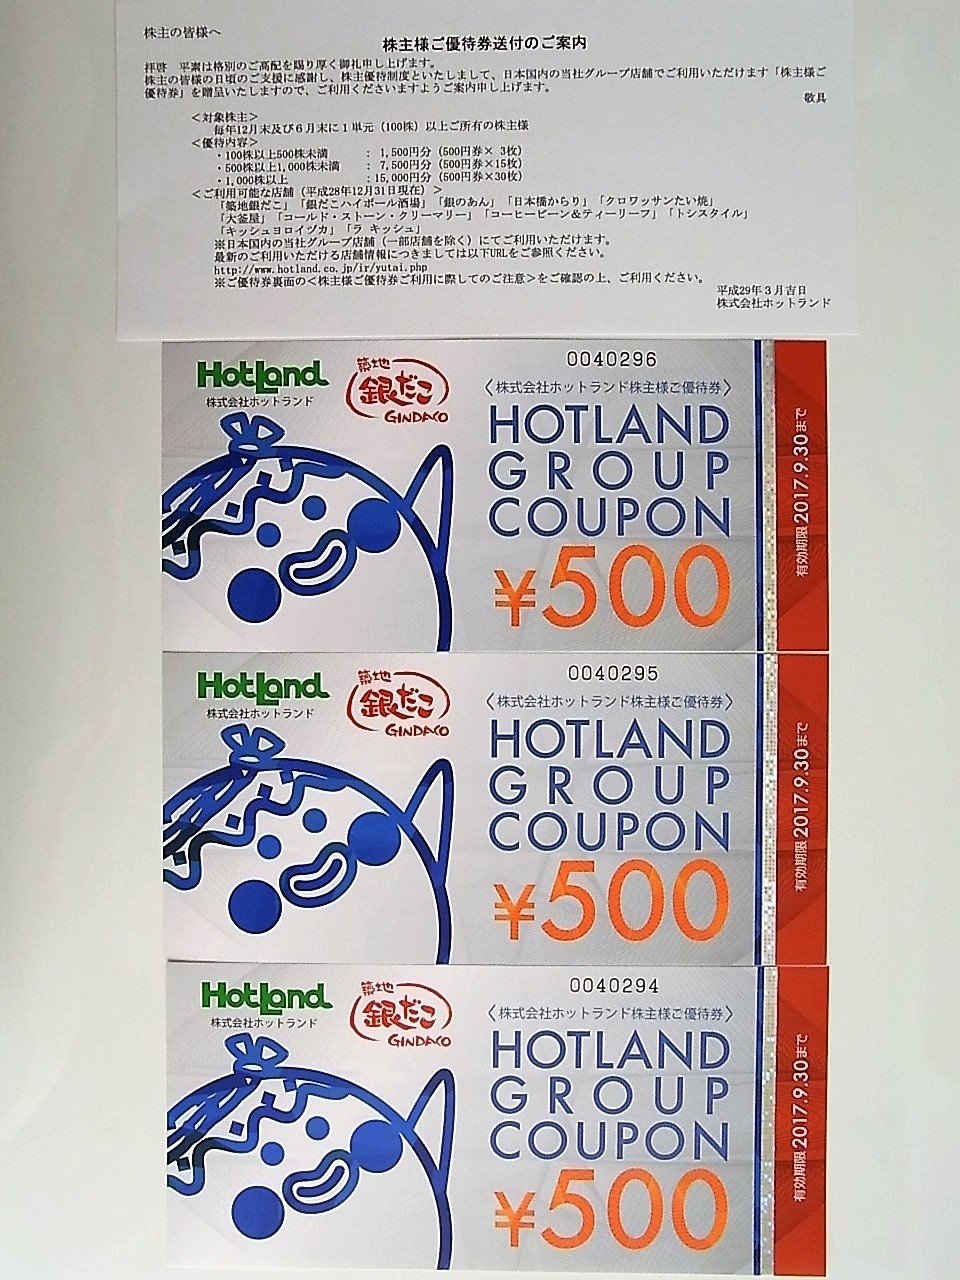 株主の皆様へ
株主様ご優待券送付のご案内
拝啓　平素は格別のご高配を賜り厚く御礼申し上げます。
株主の皆様の日頃のご支援に感謝し、株主優待制度といたしまして、日本国内の当社グループ店舗でご利用いただけます「株主様ご
優待券」を贈呈いたしますので、ご利用くださいますようご案内申し上げます。
敬具
＜対象株主＞
毎年12月末及び６月末に１単元（100株）以上ご所有の株主様
＜優待内容＞
・100株以上500株未満　：　1,500円分（500円券×　3枚）
・500株以上1,000株未満　：　7,500円分（500円券×15枚）
・1,000株以上　：　15,000円分（500円券×30枚）
＜ご利用可能な店舗（平成28年12月31日現在）＞
「築地銀だこ」「銀だこハイボール酒場」「銀のあん」「日本橋からり」「クロワッサンたい焼」
「大釜屋」「コールド・ストーン・クリーマリー」「コーヒービーン＆ティーリーフ」「トシスタイル」
「キッシュヨロイヅカ」「ラ キッシュ」
※日本国内の当社グループ店舗（一部店舗を除く）にてご利用いただけます。
最新のご利用いただける店舗情報につきましては以下URLをご参照ください。
http://www.hotland.co.jp/ir/yutai.php
※ご優待券裏面の＜株主様ご優待券ご利用に際してのご注意＞をご確認の上、ご利用ください。
平成29年３月吉日
株式会社ホットランド
HotLand
株式会社ホットランド
築地
銀だこ
GINDACO
0040296
〈株式会社ホットランド株主様ご優待券〉
HOTLAND
GROUP
COUPON
¥500
有効期限 2017.9.30まで
HotLand
株式会社ホットランド
築地
銀だこ
GINDACO
0040295
〈株式会社ホットランド株主様ご優待券〉
HOTLAND
GROUP
COUPON
¥500
有効期限 2017.9.30まで
HotLand
株式会社ホットランド
築地
銀だこ
GINDACO
0040294
〈株式会社ホットランド株主様ご優待券〉
HOTLAND
GROUP
COUPON
¥500
有効期限 2017.9.30まで